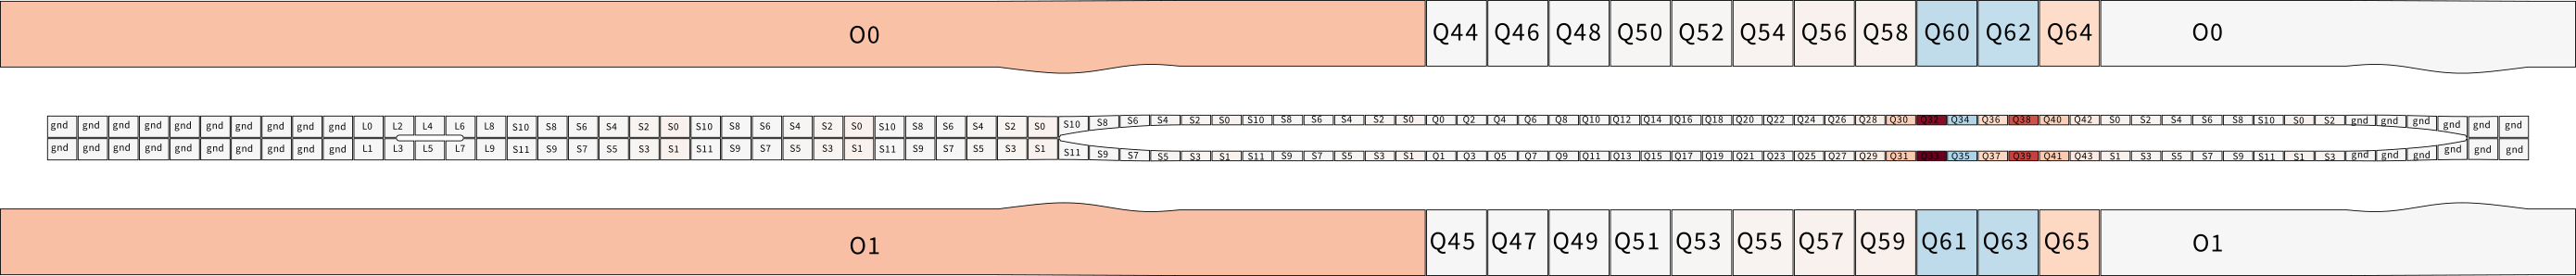 O0 Q44 Q46 Q48 Q50 Q52 Q54 Q56 Q58 Q60 Q62 Q64 O0
gnd gnd gnd gnd gnd gnd gnd gnd gnd gnd L0 L2 L4 L6 L8 S10 S8 S6 S4 S2 S0 S10 S8 S6 S4 S2 S0 S10 S8 S6 S4 S2 S0 S10 S8 S6 S4 S2 S0 S10 S8 S6 S4 S2 S0 Q0 Q2 Q4 Q6 Q8 Q10 Q12 Q14 Q16 Q18 Q20 Q22 Q24 Q26 Q28 Q30 Q32 Q34 Q36 Q38 Q40 Q42 S0 S2 S4 S6 S8 S10 S0 S2 gnd gnd gnd gnd gnd gnd
gnd gnd gnd gnd gnd gnd gnd gnd gnd gnd L1 L3 L5 L7 L9 S11 S9 S7 S5 S3 S1 S11 S9 S7 S5 S3 S1 S11 S9 S7 S5 S3 S1 S11 S9 S7 S5 S3 S1 S11 S9 S7 S5 S3 S1 Q1 Q3 Q5 Q7 Q9 Q11 Q13 Q15 Q17 Q19 Q21 Q23 Q25 Q27 Q29 Q31 Q33 Q35 Q37 Q39 Q41 Q43 S1 S3 S5 S7 S9 S11 S1 S3 gnd gnd gnd gnd gnd gnd
O1 Q45 Q47 Q49 Q51 Q53 Q55 Q57 Q59 Q61 Q63 Q65 O1